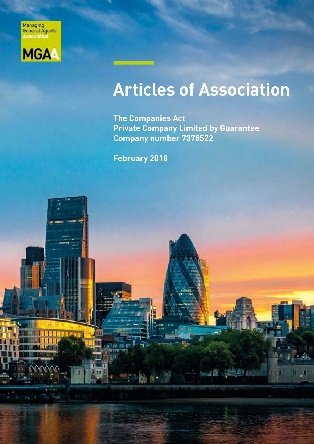 Managing
General Agents'
Association
MGAA
Articles of Association
The Companies Act
Private Company Limited by Guarantee
Company number 7378522
February 2018